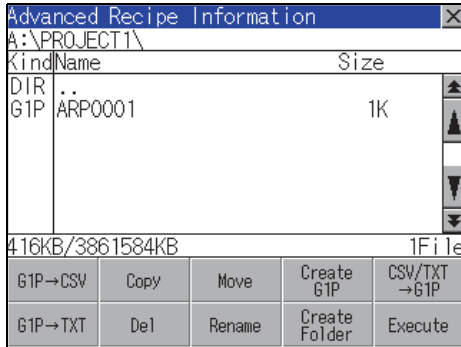 Advanced Recipe Information ×
A:\PROJECT1\
Kind Name Size
DIR ..
G1P ARP0001 1K
416KB/3861584KB 1File
G1P→CSV Copy Move Create G1P CSV/TXT →G1P
G1P→TXT Del Rename Create Folder Execute